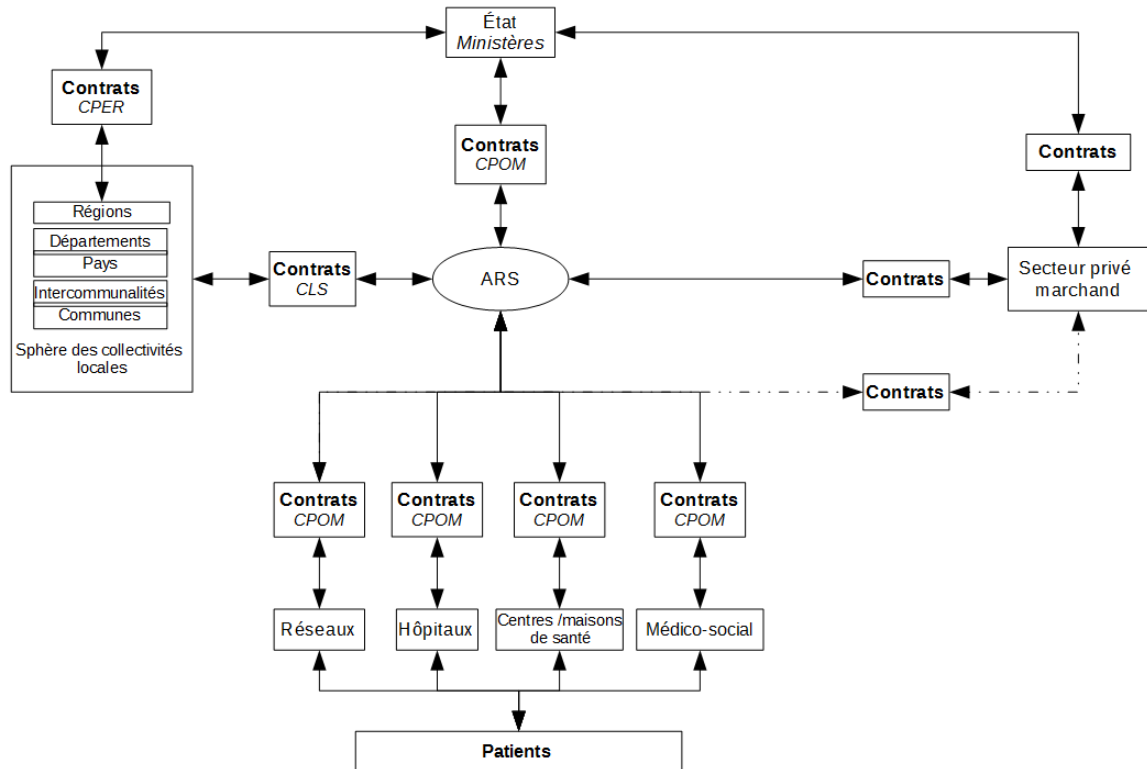 État
Ministères
Contrats
CPER
Contrats
CPOM
Contrats
Régions
Départements
Pays
Intercommunalités
Communes
Sphère des collectivités
locales
Contrats
CLS
ARS
Contrats
Secteur privé
marchand
Contrats
Contrats
CPOM
Contrats
CPOM
Contrats
CPOM
Contrats
CPOM
Réseaux
Hôpitaux
Centres /maisons
de santé
Médico-social
Patients